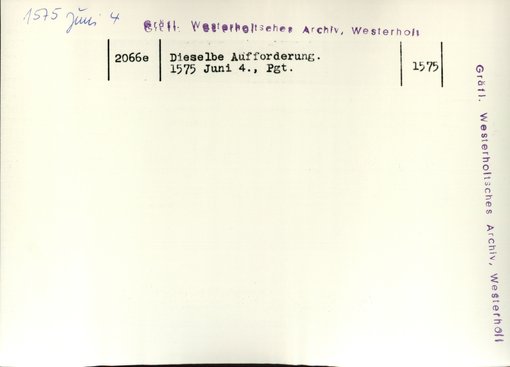 1575 Juni 4
Gräfl. Westerholtsches Archiv, Westerholt
2066e
Dieselbe Aufforderung.
1575 Juni 4., Pgt.
1575
Gräfl. Westerholtsches Archiv, Westerholt